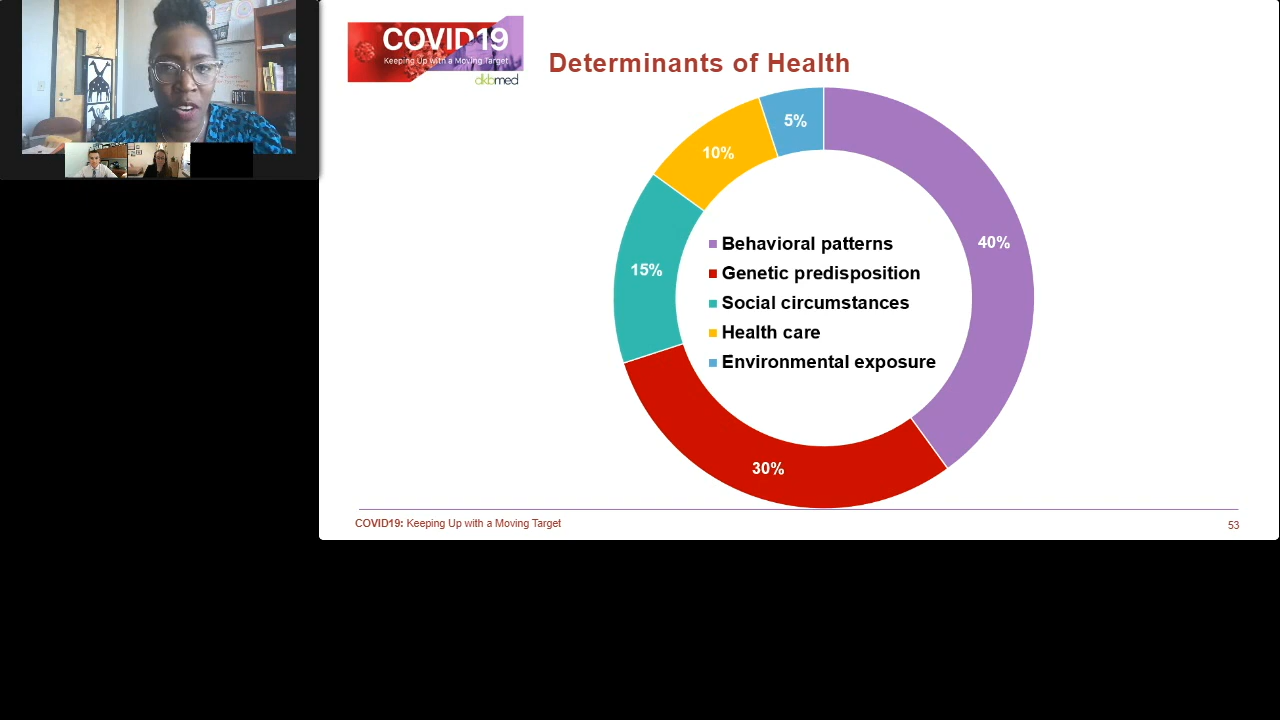 COVID19
Keeping Up with a Moving Target
dkbmed
Determinants of Health
5%
10%
40%
15%
30%
Behavioral patterns
Genetic predisposition
Social circumstances
Health care
Environmental exposure
COVID19: Keeping Up with a Moving Target
53